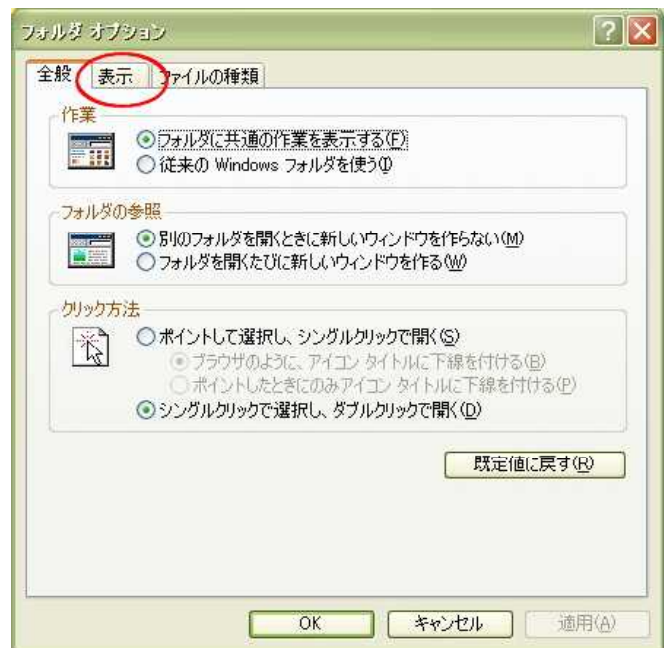 フォルダ オプション
全般 表示 ファイルの種類
作業
フォルダに共通の作業を表示する(F)
従来の Windows フォルダを使う(I)
フォルダの参照
別のフォルダを開くときに新しいウィンドウを作らない(M)
フォルダを開くたびに新しいウィンドウを作る(W)
クリック方法
ポイントして選択し、シングルクリックで開く(S)
ブラウザのように、アイコン タイトルに下線を付ける(B)
ポイントしたときにのみアイコン タイトルに下線を付ける(P)
シングルクリックで選択し、ダブルクリックで開く(D)
既定値に戻す(R)
OK キャンセル 適用(A)